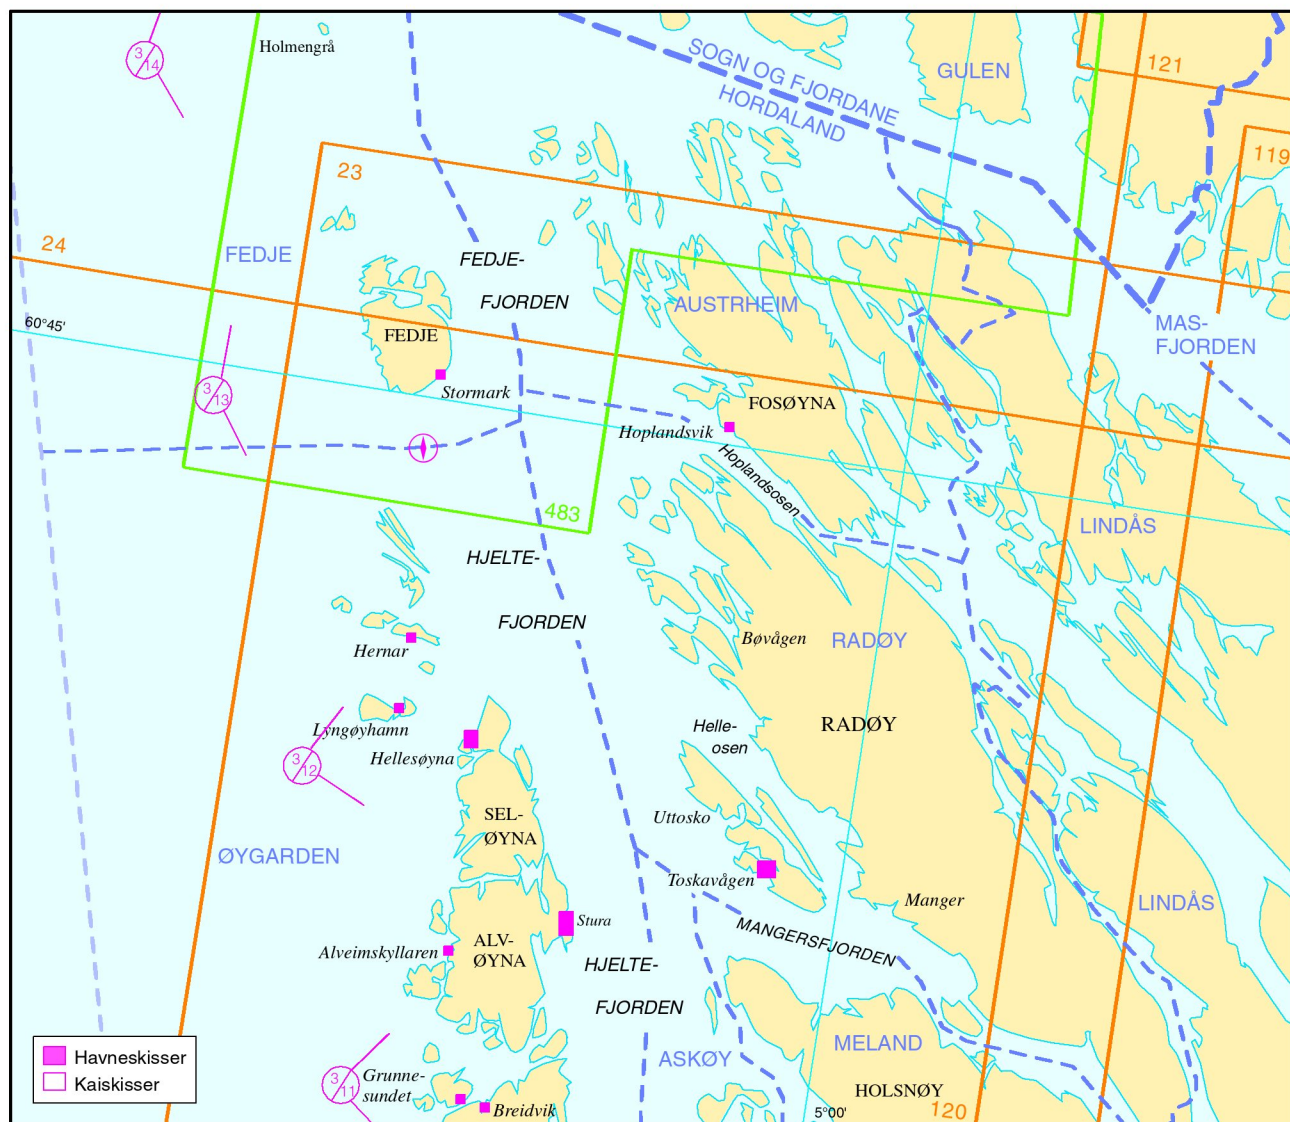 3
14
Holmengrå
SOGN OG FJORDANE
HORDALAND
GULEN
121
119
23
24
FEDJE
FEDJE-
FJORDEN
AUSTRHEIM
60°45'
FEDJE
MAS-
FJORDEN
3
13
Stormark
FOSØYNA
Hoplandsvik
Hoplandsosen
483
LINDÅS
HJELTE-
FJORDEN
Hernar
Bøvågen
RADØY
Lyngøyhamn
RADØY
Helle-
osen
Hellesøyna
3
12
SEL-
ØYNA
Uttosko
ØYGARDEN
Toskavågen
Manger
LINDÅS
Stura
MANGERSFJORDEN
Alveimskyllaren
ALV-
ØYNA
HJELTE-
FJORDEN
Havneskisser
Kaiskisser
3
11
Grunne-
sundet
Breidvik
ASKØY
MELAND
HOLSNØY
5°00'
120